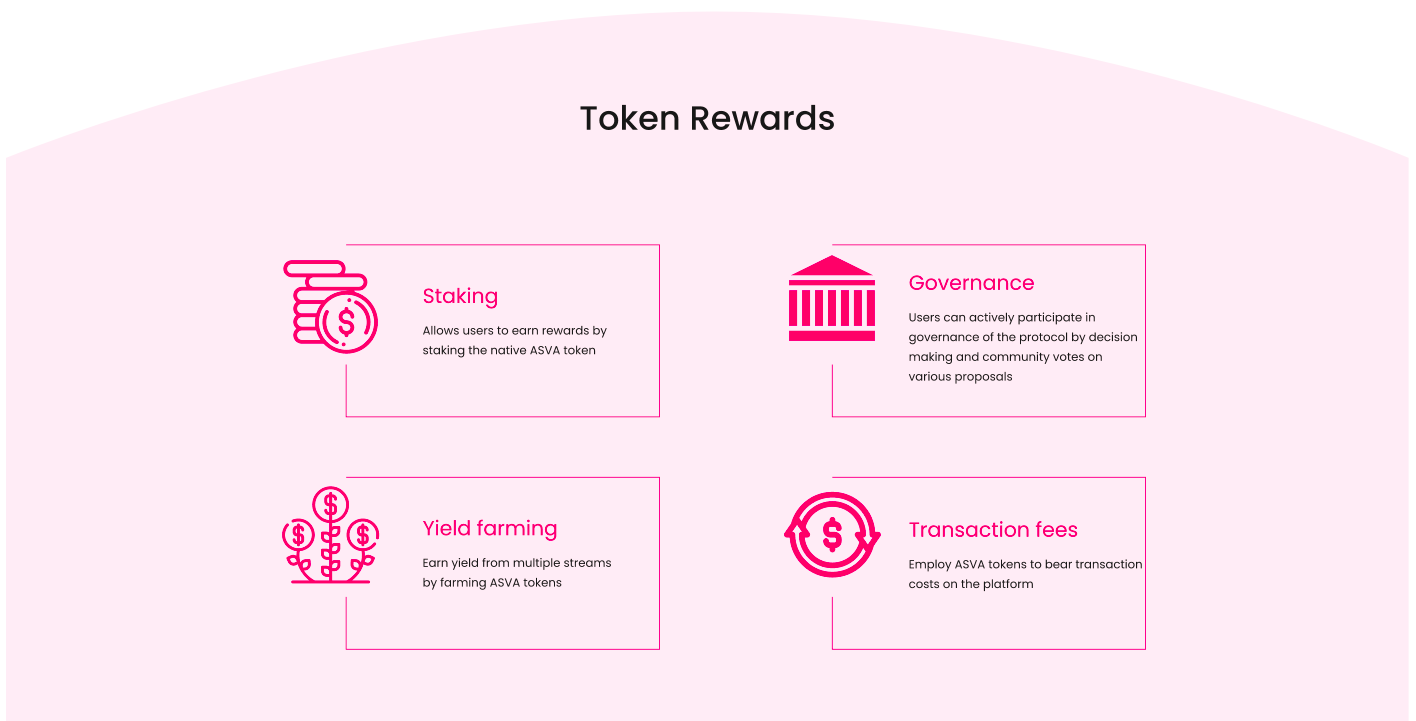 Token Rewards
Staking
Allows users to earn rewards by
staking the native ASVA token
Governance
Users can actively participate in
governance of the protocol by decision
making and community votes on
various proposals
Yield farming
Earn yield from multiple streams
by farming ASVA tokens
Transaction fees
Employ ASVA tokens to bear transaction
costs on the platform